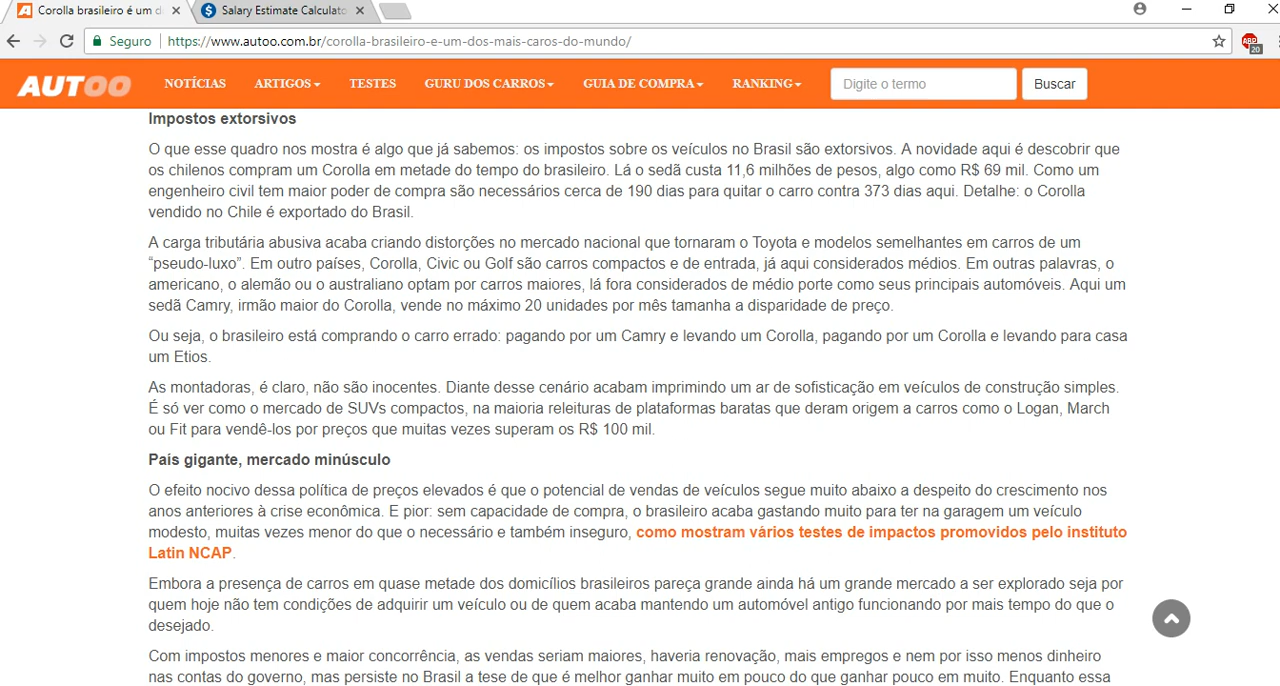 Corolla brasileiro é um d
Salary Estimate Calculato
Seguro
https://www.autoo.com.br/corolla-brasileiro-e-um-dos-mais-caros-do-mundo/
ABP
20
AUTOO
NOTÍCIAS
ARTIGOS
TESTES
GURU DOS CARROS
GUIA DE COMPRA
RANKING
Digite o termo
Buscar
Impostos extorsivos
O que esse quadro nos mostra é algo que já sabemos: os impostos sobre os veículos no Brasil são extorsivos. A novidade aqui é descobrir que
os chilenos compram um Corolla em metade do tempo do brasileiro. Lá o sedã custa 11,6 milhões de pesos, algo como R$ 69 mil. Como um
engenheiro civil tem maior poder de compra são necessários cerca de 190 dias para quitar o carro contra 373 dias aqui. Detalhe: o Corolla
vendido no Chile é exportado do Brasil.
A carga tributária abusiva acaba criando distorções no mercado nacional que tornaram o Toyota e modelos semelhantes em carros de um
“pseudo-luxo”. Em outro países, Corolla, Civic ou Golf são carros compactos e de entrada, já aqui considerados médios. Em outras palavras, o
americano, o alemão ou o australiano optam por carros maiores, lá fora considerados de médio porte como seus principais automóveis. Aqui um
sedã Camry, irmão maior do Corolla, vende no máximo 20 unidades por mês tamanha a disparidade de preço.
Ou seja, o brasileiro está comprando o carro errado: pagando por um Camry e levando um Corolla, pagando por um Corolla e levando para casa
um Etios.
As montadoras, é claro, não são inocentes. Diante desse cenário acabam imprimindo um ar de sofisticação em veículos de construção simples.
É só ver como o mercado de SUVs compactos, na maioria releituras de plataformas baratas que deram origem a carros como o Logan, March
ou Fit para vendê-los por preços que muitas vezes superam os R$ 100 mil.
País gigante, mercado minúsculo
O efeito nocivo dessa política de preços elevados é que o potencial de vendas de veículos segue muito abaixo a despeito do crescimento nos
anos anteriores à crise econômica. E pior: sem capacidade de compra, o brasileiro acaba gastando muito para ter na garagem um veículo
modesto, muitas vezes menor do que o necessário e também inseguro, como mostram vários testes de impactos promovidos pelo instituto
Latin NCAP.
Embora a presença de carros em quase metade dos domicílios brasileiros pareça grande ainda há um grande mercado a ser explorado seja por
quem hoje não tem condições de adquirir um veículo ou de quem acaba mantendo um automóvel antigo funcionando por mais tempo do que o
desejado.
Com impostos menores e maior concorrência, as vendas seriam maiores, haveria renovação, mais empregos e nem por isso menos dinheiro
nas contas do governo, mas persiste no Brasil a tese de que é melhor ganhar muito em pouco do que ganhar pouco em muito. Enquanto essa